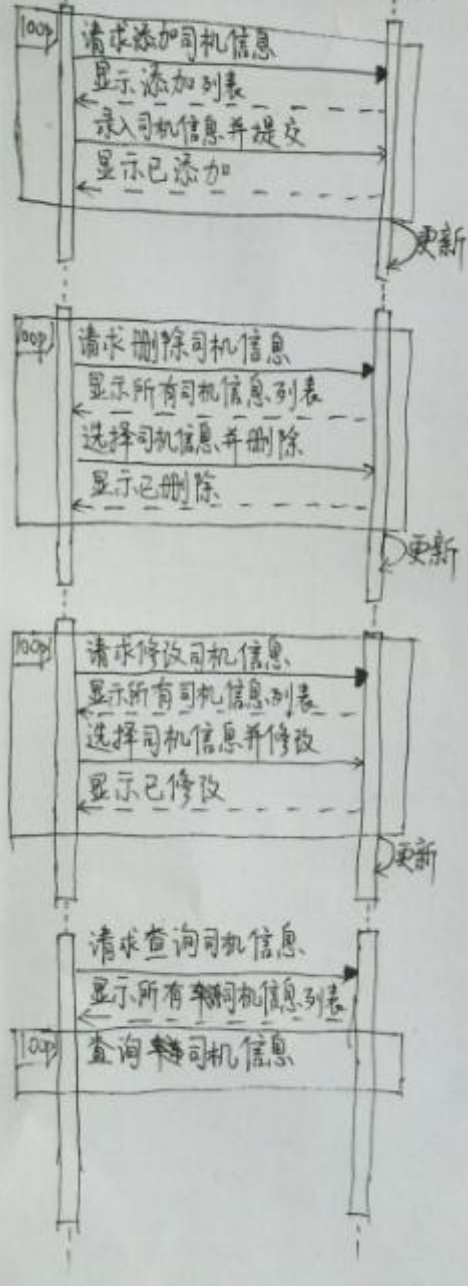 loop
请求添加司机信息
显示添加列表
录入司机信息并提交
显示已添加
更新
loop
请求删除司机信息
显示所有司机信息列表
选择司机信息并删除
显示已删除
更新
loop
请求修改司机信息
显示所有司机信息列表
选择司机信息并修改
显示已修改
更新
请求查询司机信息
显示所有司机信息列表
loop
查询司机信息